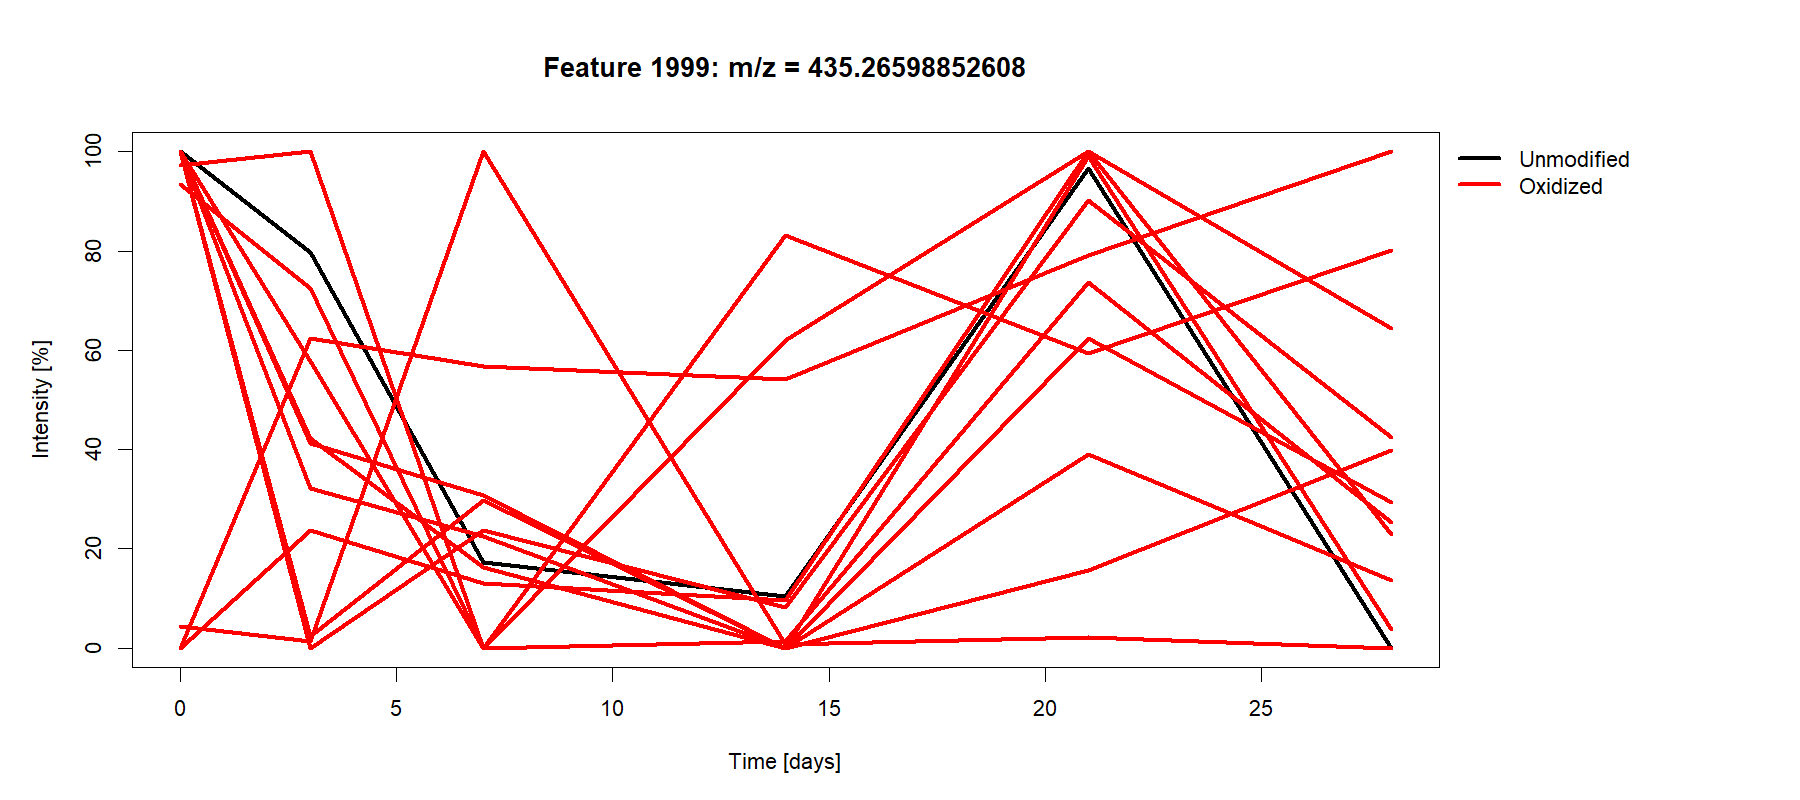 Feature 1999: m/z = 435.26598852608
Unmodified
Oxidized
100
80
60
40
20
0
Intensity [%]
0 5 10 15 20 25
Time [days]